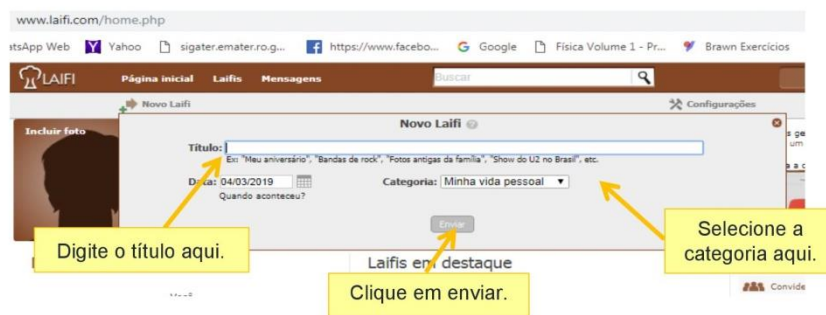 www.laifi.com/home.php
atsApp Web Yahoo sigater.emater.ro.g... https://www.facebo... Google Física Volume 1 - Pr... Brawn Exercícios
LAIFI Página inicial Laifis Mensagens Buscar
Novo Laifi Configurações
Incluir foto
Novo Laifi
Título:
Ex: "Meu aniversário", "Bandas de rock", "Fotos antigas da família", "Show do U2 no Brasil", etc.
Data: 04/03/2019 Categoria: Minha vida pessoal
Quando aconteceu?
Enviar
Digite o título aqui.
Selecione a
categoria aqui.
Laifis em destaque
Clique em enviar.
Convide